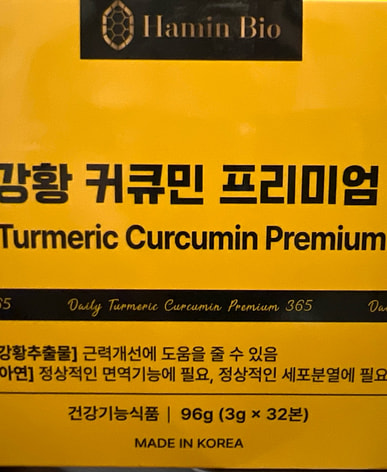 Hamin Bio
강황 커큐민 프리미엄
Turmeric Curcumin Premium
65 Daily Turmeric Curcumin Premium 365 Da
강황추출물] 근력개선에 도움을 줄 수 있음
아연] 정상적인 면역기능에 필요, 정상적인 세포분열에 필요
건강기능식품 | 96g (3g × 32본)
MADE IN KOREA